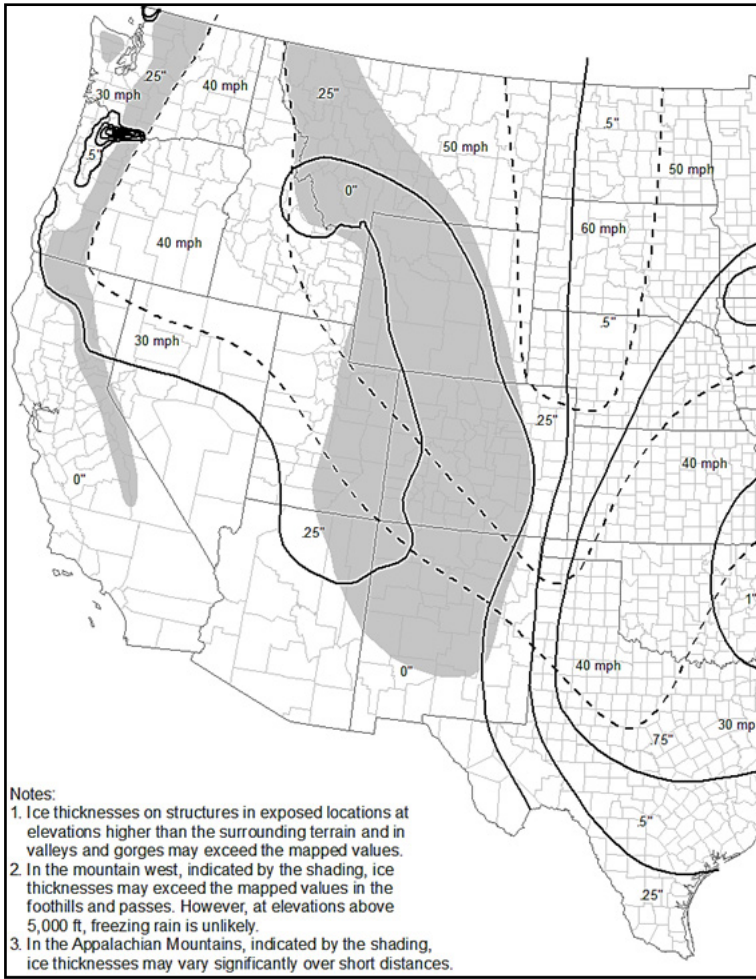 .25"
40 mph
30 mph
.5"
.25"
50 mph
.5"
50 mph
0"
40 mph
60 mph
.5"
30 mph
.25"
40 mph
0"
.25"
1"
0"
40 mph
.75"
.5"
.25"
Notes:
1. Ice thicknesses on structures in exposed locations at
elevations higher than the surrounding terrain and in
valleys and gorges may exceed the mapped values.
2. In the mountain west, indicated by the shading, ice
thicknesses may exceed the mapped values in the
foothills and passes. However, at elevations above
5,000 ft, freezing rain is unlikely.
3. In the Appalachian Mountains, indicated by the shading,
ice thicknesses may vary significantly over short distances.